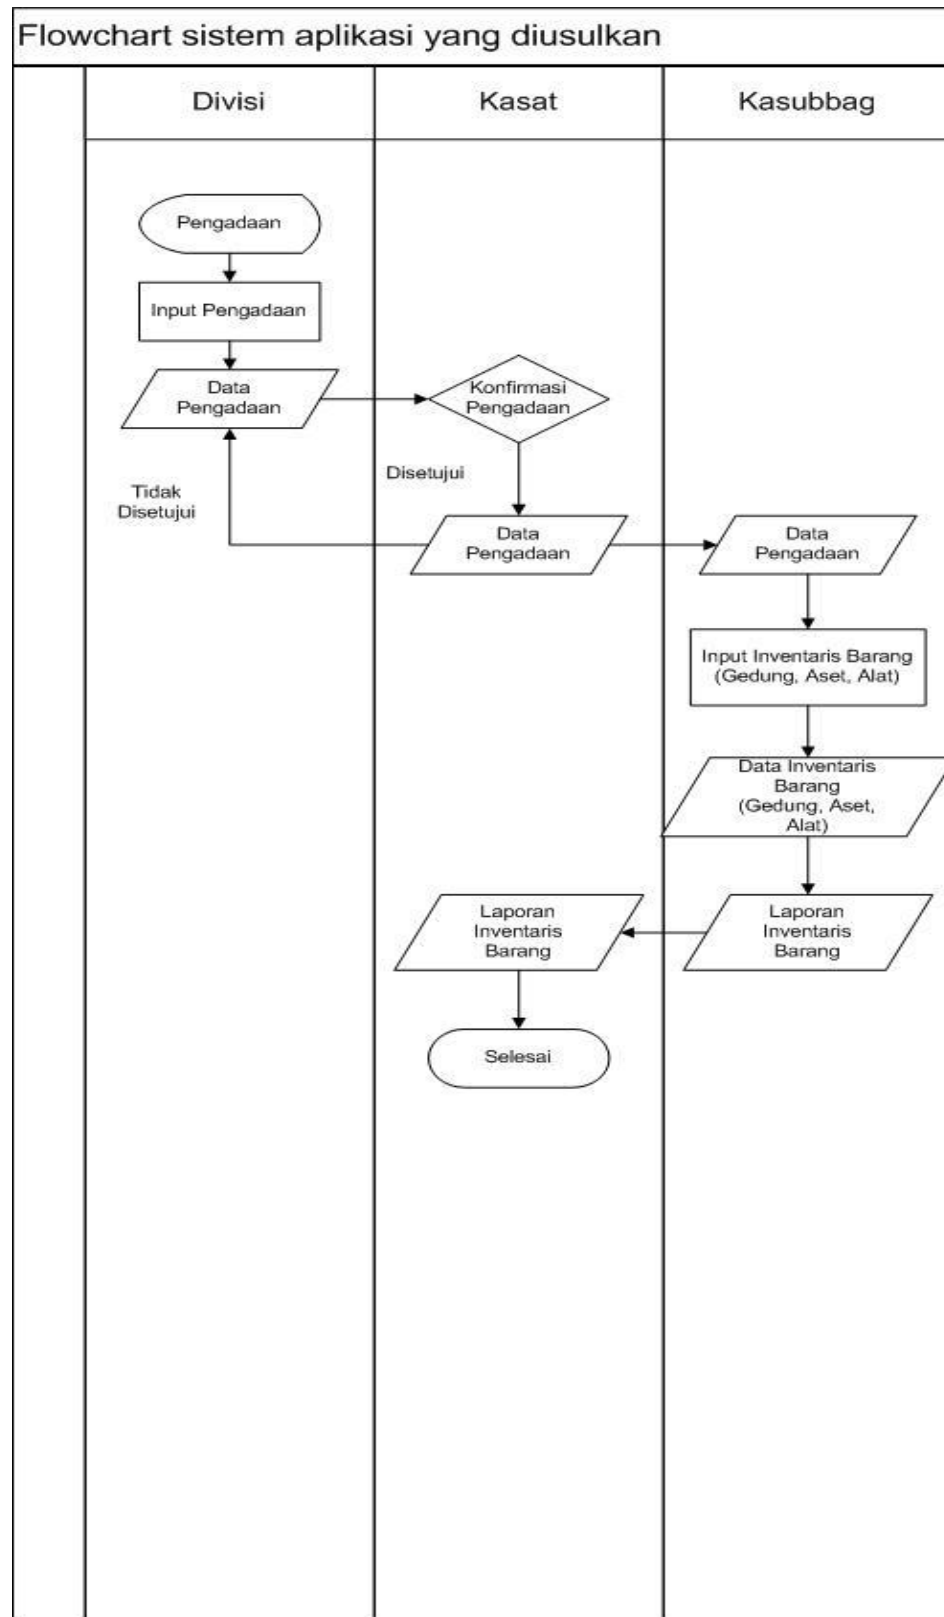 Flowchart sistem aplikasi yang diusulkan
Divisi
Kasat
Kasubbag
Pengadaan
Input Pengadaan
Data
Pengadaan
Konfirmasi
Pengadaan
Disetujui
Tidak
Disetujui
Data
Pengadaan
Data
Pengadaan
Input Inventaris Barang
(Gedung, Aset, Alat)
Data Inventaris
Barang
(Gedung, Aset,
Alat)
Laporan
Inventaris
Barang
Laporan
Inventaris
Barang
Selesai